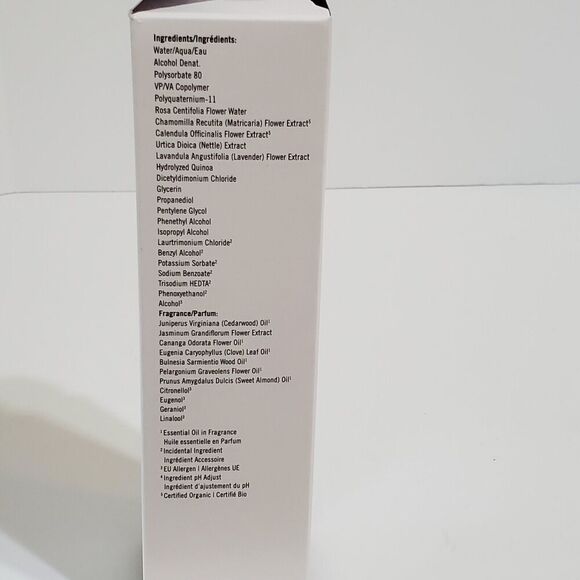 Ingredients/Ingrédients:
Water/Aqua/Eau
Alcohol Denat.
Polysorbate 80
VP/VA Copolymer
Polyquaternium-11
Rosa Centifolia Flower Water
Chamomilla Recutita (Matricaria) Flower Extract⁵
Calendula Officinalis Flower Extract⁵
Urtica Dioica (Nettle) Extract
Lavandula Angustifolia (Lavender) Flower Extract
Hydrolyzed Quinoa
Dicetyldimonium Chloride
Glycerin
Propanediol
Pentylene Glycol
Phenethyl Alcohol
Isopropyl Alcohol
Laurtrimonium Chloride²
Benzyl Alcohol²
Potassium Sorbate²
Sodium Benzoate²
Trisodium HEDTA²
Phenoxyethanol²
Alcohol⁵
Fragrance/Parfum:
Juniperus Virginiana (Cedarwood) Oil¹
Jasminum Grandiflorum Flower Extract
Cananga Odorata Flower Oil¹
Eugenia Caryophyllus (Clove) Leaf Oil¹
Bulnesia Sarmientio Wood Oil¹
Pelargonium Graveolens Flower Oil¹
Prunus Amygdalus Dulcis (Sweet Almond) Oil¹
Citronellol³
Eugenol³
Geraniol³
Linalool³
¹ Essential Oil in Fragrance
Huile essentielle en Parfum
² Incidental Ingredient
Ingrédient Accessoire
³ EU Allergen | Allergènes UE
⁴ Ingredient pH Adjust
Ingrédient d'ajustement du pH
⁵ Certified Organic | Certifié Bio